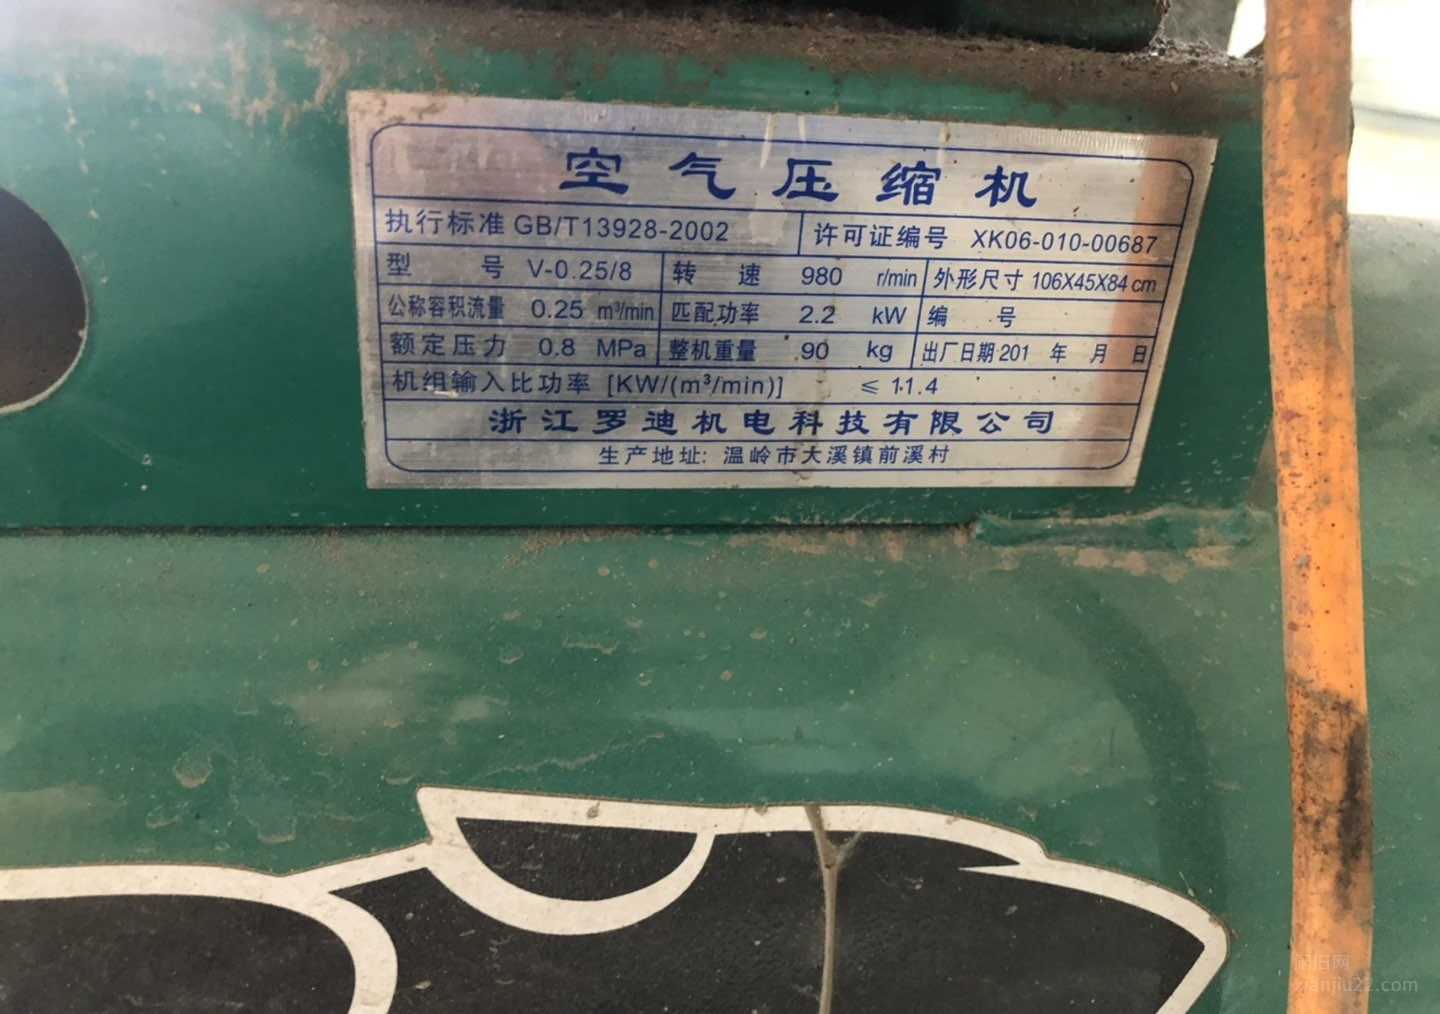 空气压缩机
执行标准 GB/T13928-2002 许可证编号 XK06-010-00687
型 号 V-0.25/8 转 速 980 r/min 外形尺寸 106X45X84 cm
公称容积流量 0.25 m³/min 匹配功率 2.2 kW 编 号
额定压力 0.8 MPa 整机重量 90 kg 出厂日期 201 年 月 日
机组输入比功率 [KW/(m³/min)] ≤ 11.4
浙江罗迪机电科技有限公司
生产地址: 温岭市大溪镇前溪村
闲旧网
xianjiu22.com